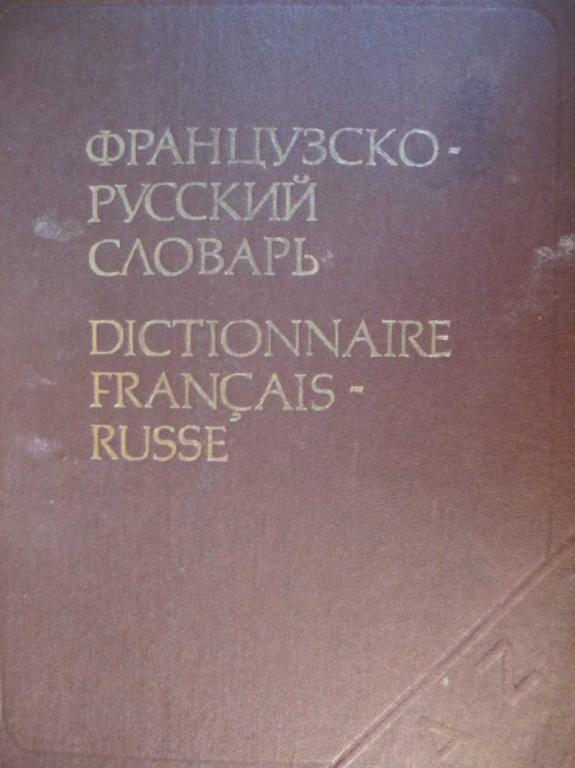 ФРАНЦУЗСКО-
РУССКИЙ
СЛОВАРЬ
DICTIONNAIRE
FRANÇAIS-
RUSSE
A Z